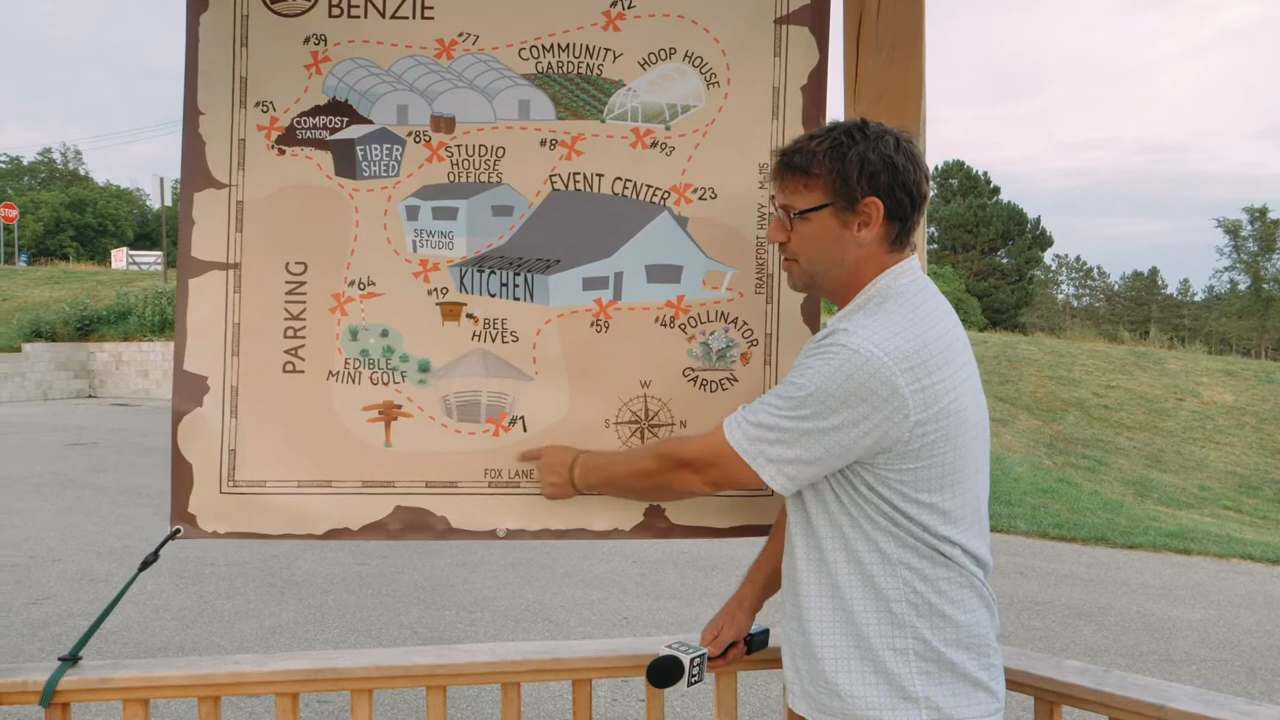 BENZIE
#12
#39
#77
COMMUNITY
GARDENS
HOOP HOUSE
#51
COMPOST
STATION
#85
FIBER
SHED
STUDIO
HOUSE
OFFICES
#8
#93
EVENT CENTER
#23
SEWING
STUDIO
INCUBATOR
KITCHEN
FRANKFORT HWY M-115
PARKING
#64
#19
BEE
HIVES
#59
#48
POLLINATOR
GARDEN
EDIBLE
MINI GOLF
#1
W
S
N
FOX LANE
STOP